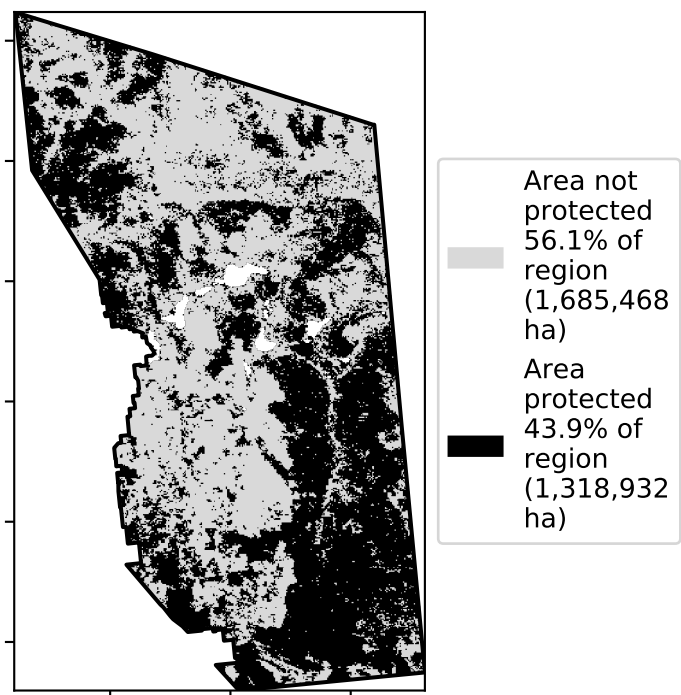 Area not
protected
56.1% of
region
(1,685,468
ha)
Area
protected
43.9% of
region
(1,318,932
ha)